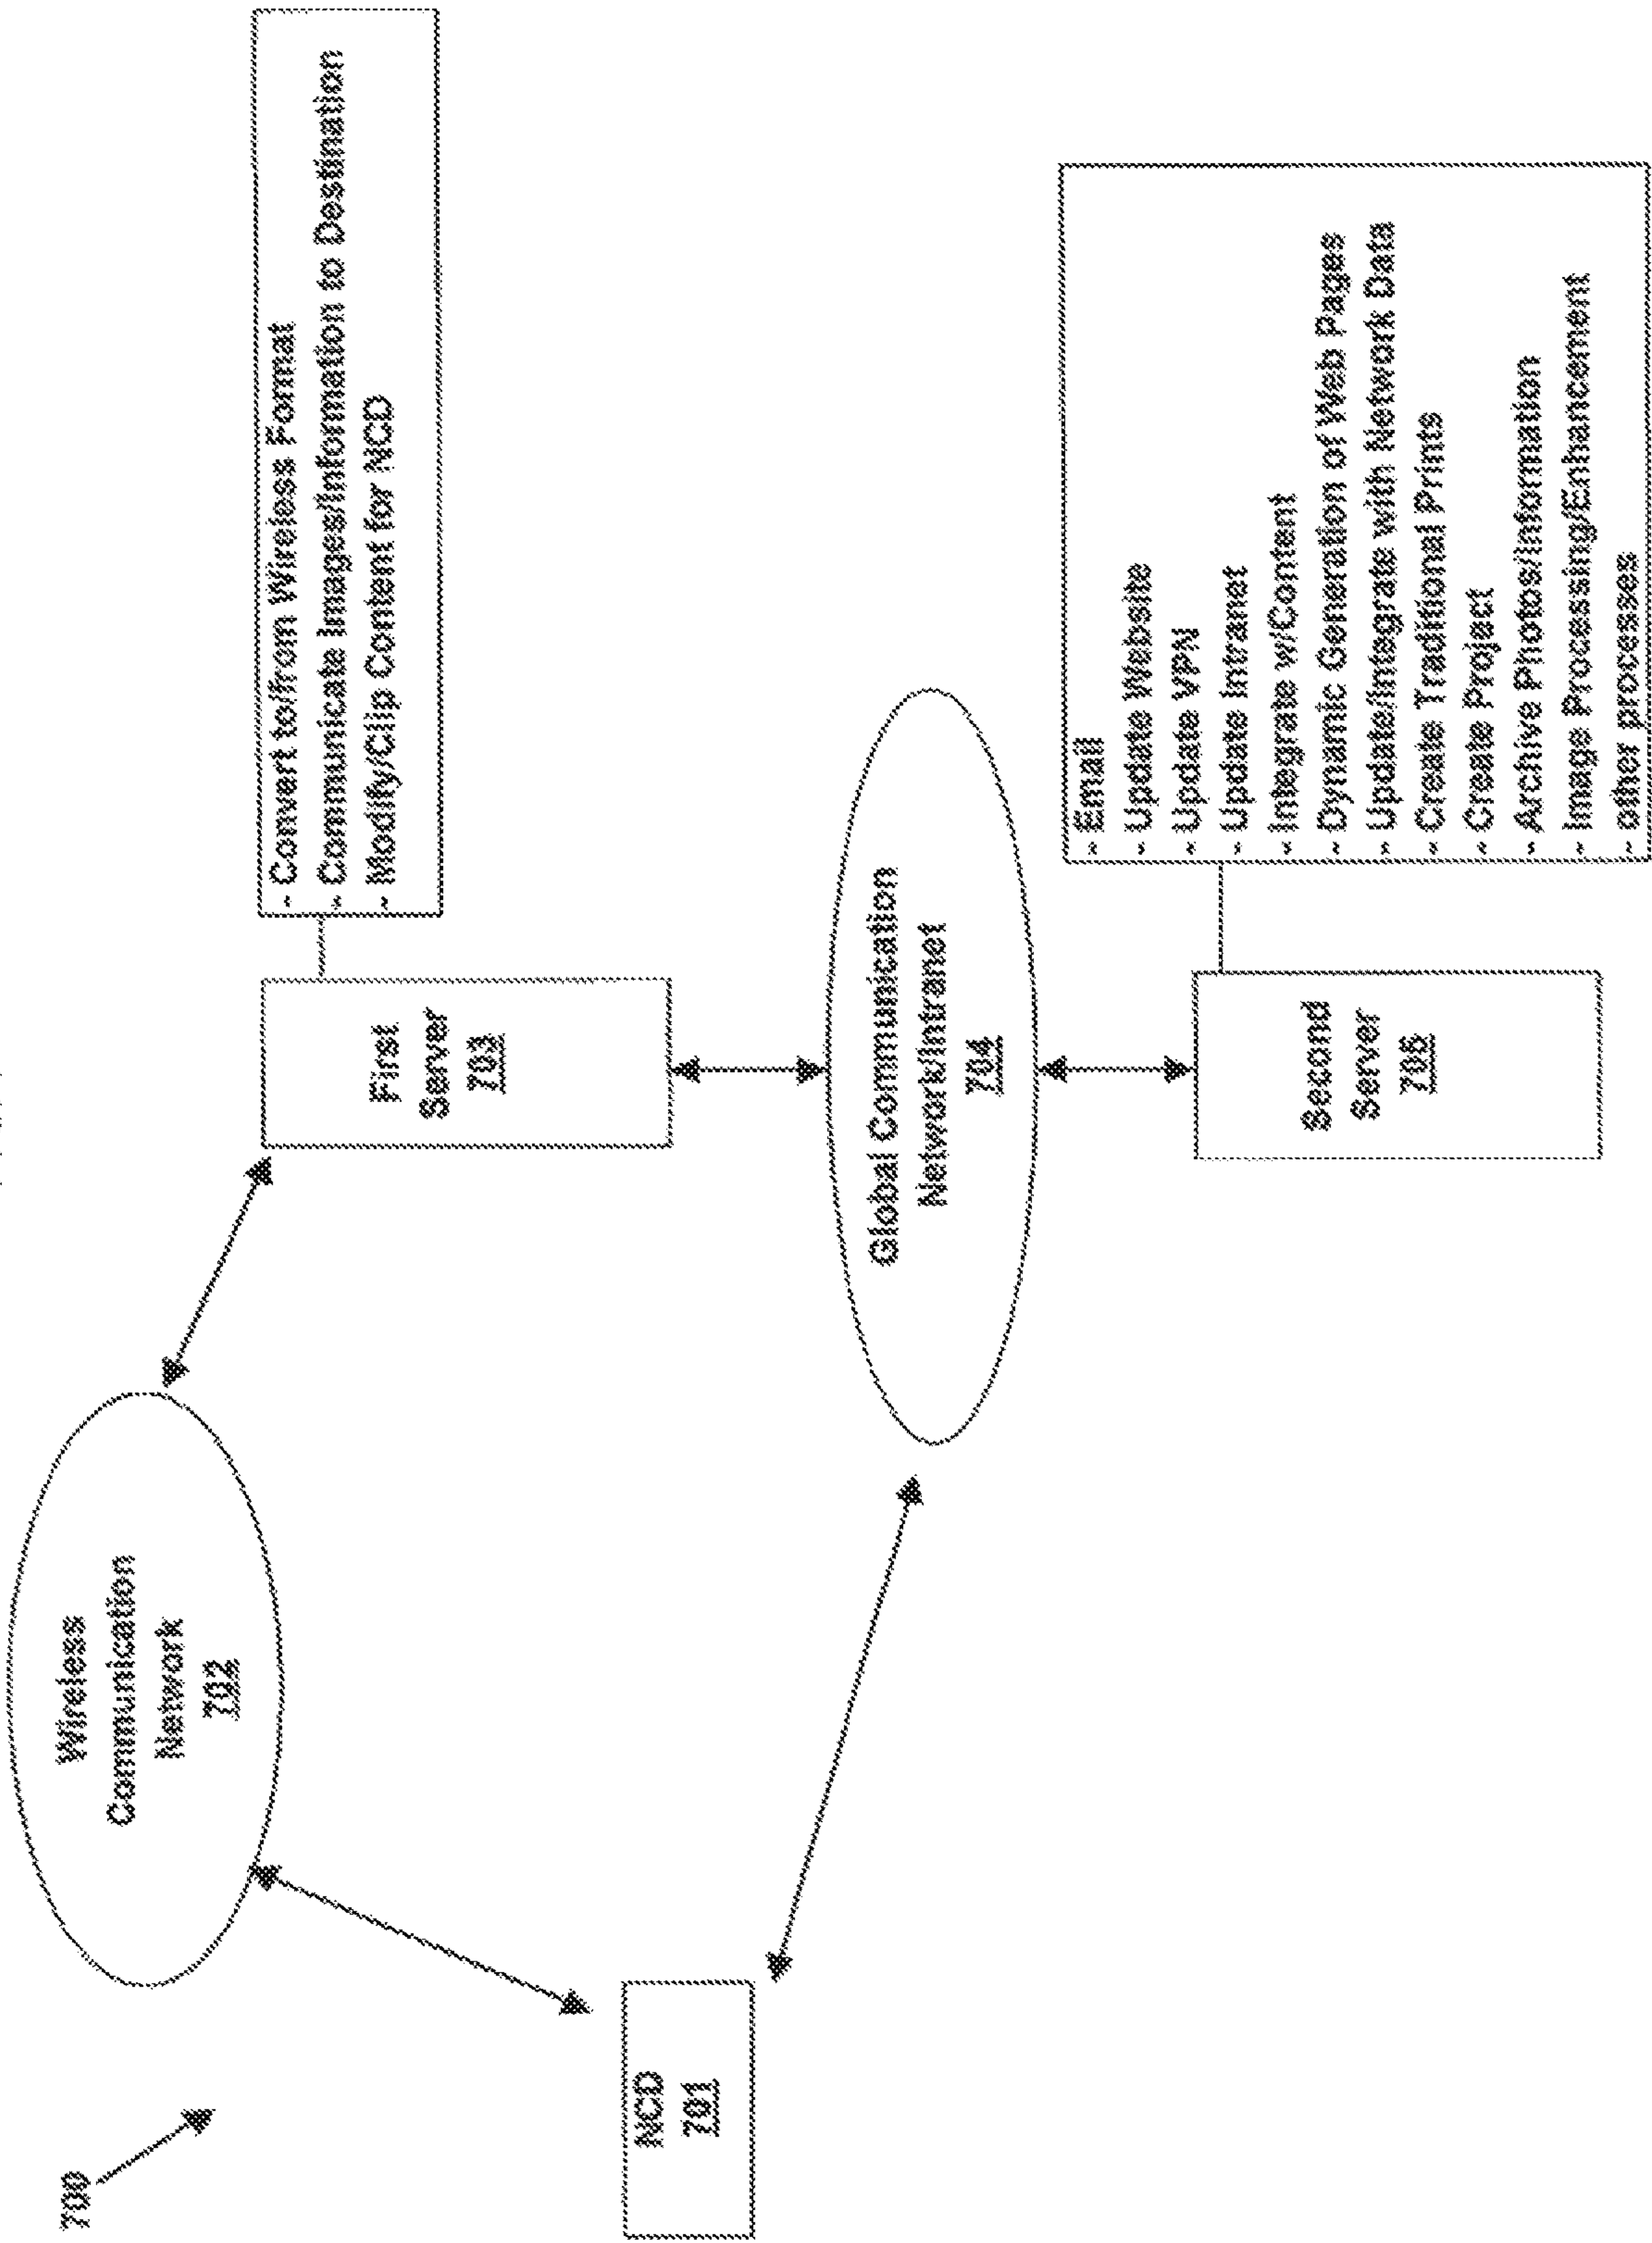 700
Wireless
Communication
Network
702
- Convert to/from Wireless Format
- Communicate Images/Information to Destination
- Modify/Clip Content for NCD
First
Server
703
NCD
701
Global Communication
Network/Intranet
704
- Email
- Update Website
- Update VPN
- Update Intranet
- Integrate w/Content
- Dynamic Generation of Web Pages
- Update/Integrate with Network Data
- Create Traditional Prints
- Create Project
- Archive Photos/Information
- Image Processing/Enhancement
- other processes
Second
Server
705